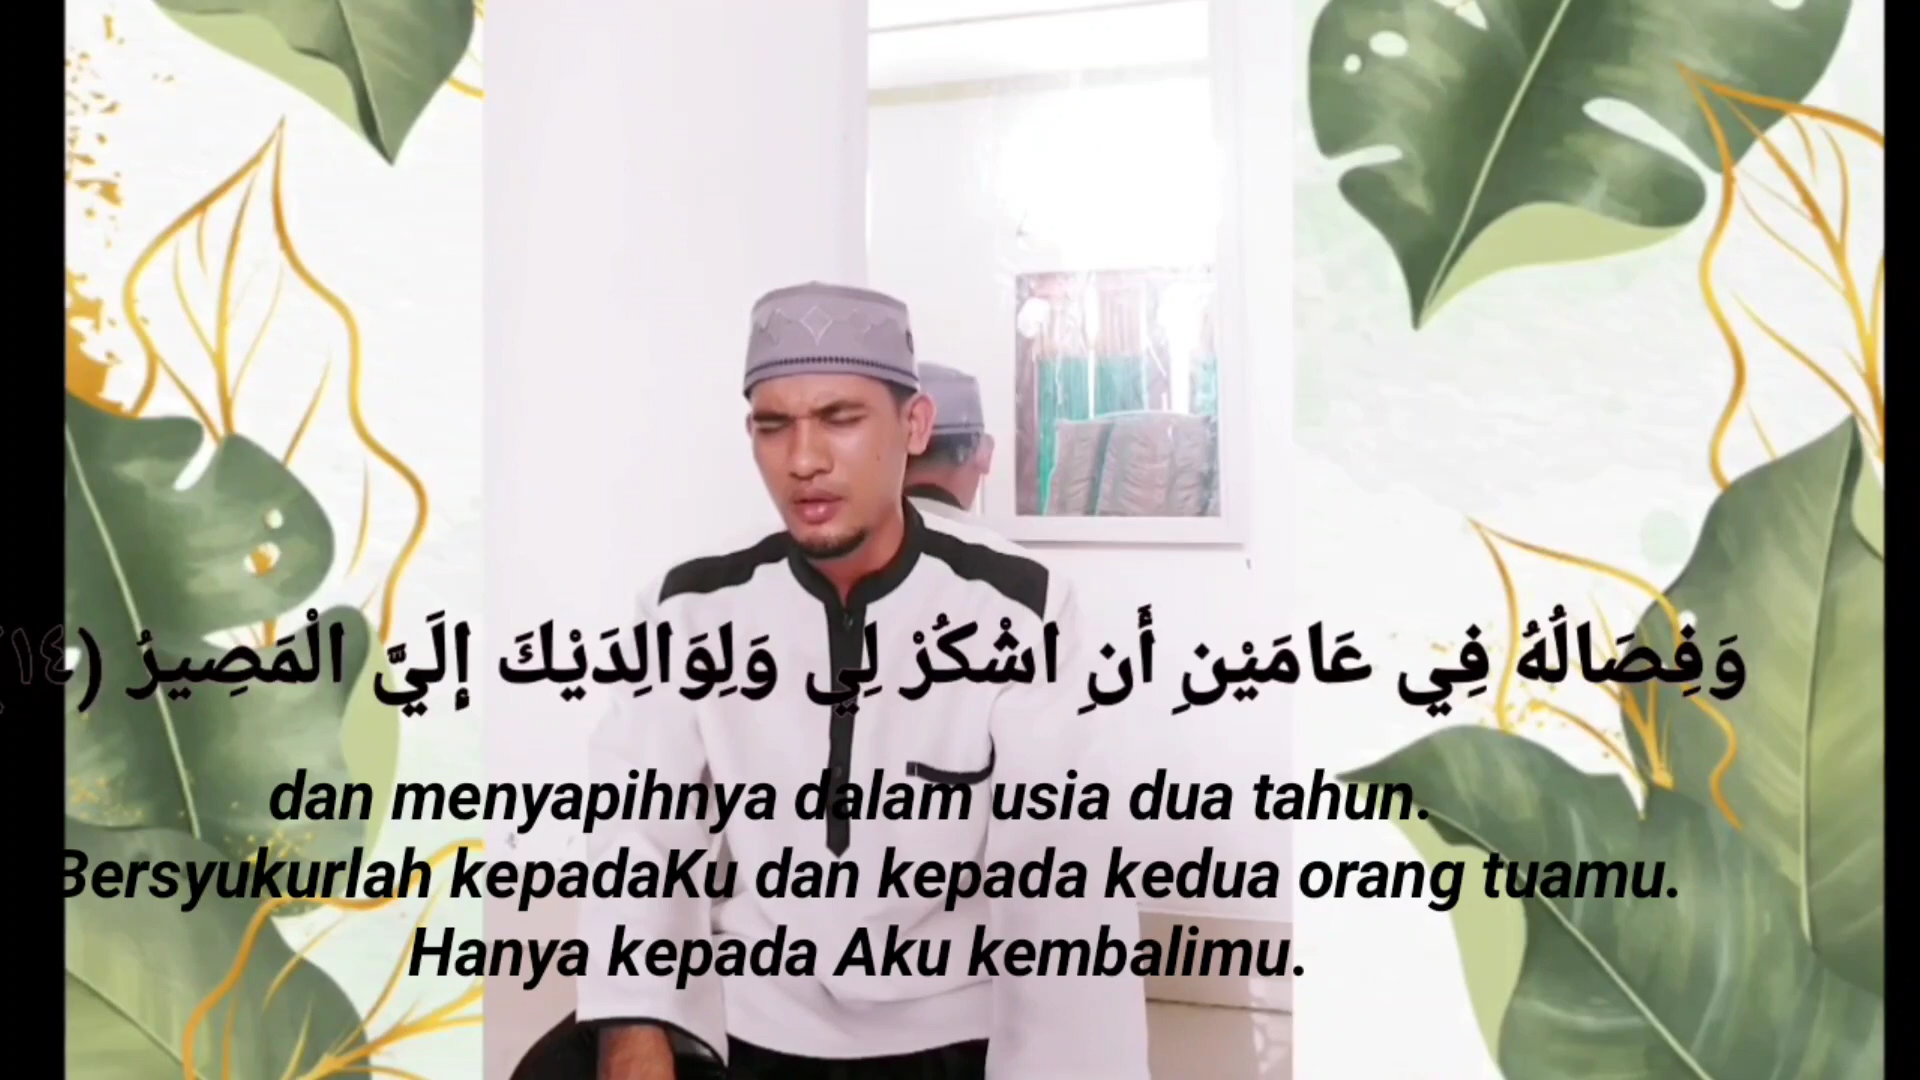 وَفِصَالُهُ فِي عَامَيْنِ أَنِ اشْكُرْ لِي وَلِوَالِدَيْكَ إِلَيَّ الْمَصِيرُ (١٤)
dan menyapihnya dalam usia dua tahun.
Bersyukurlah kepadaKu dan kepada kedua orang tuamu.
Hanya kepada Aku kembalimu.